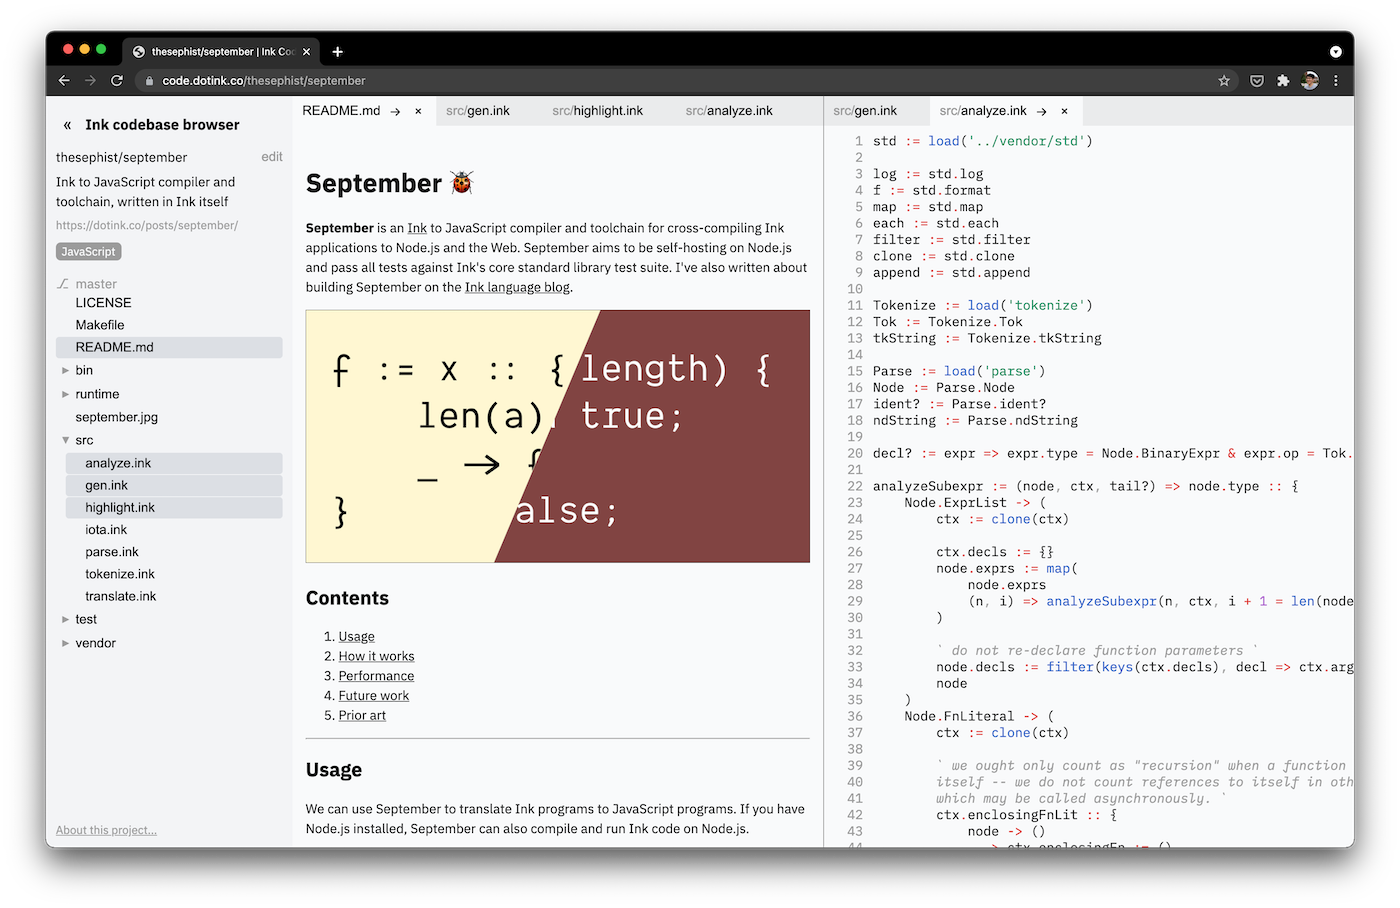 thesephist/september | Ink Co
code.dotink.co/thesephist/september
« Ink codebase browser
thesephist/september edit
Ink to JavaScript compiler and
toolchain, written in Ink itself
https://dotink.co/posts/september/
JavaScript
master
LICENSE
Makefile
README.md
bin
runtime
september.jpg
src
analyze.ink
gen.ink
highlight.ink
iota.ink
parse.ink
tokenize.ink
translate.ink
test
vendor
About this project...
README.md → × src/gen.ink src/highlight.ink src/analyze.ink
September 🐞
September is an Ink to JavaScript compiler and toolchain for cross-compiling Ink
applications to Node.js and the Web. September aims to be self-hosting on Node.js
and pass all tests against Ink's core standard library test suite. I've also written about
building September on the Ink language blog.
f := x :: { length) {
len(a) true;
_ → {
} alse;
Contents
1. Usage
2. How it works
3. Performance
4. Future work
5. Prior art
Usage
We can use September to translate Ink programs to JavaScript programs. If you have
Node.js installed, September can also compile and run Ink code on Node.js.
src/gen.ink src/analyze.ink → ×
1 std := load('../vendor/std')
2
3 log := std.log
4 f := std.format
5 map := std.map
6 each := std.each
7 filter := std.filter
8 clone := std.clone
9 append := std.append
10
11 Tokenize := load('tokenize')
12 Tok := Tokenize.Tok
13 tkString := Tokenize.tkString
14
15 Parse := load('parse')
16 Node := Parse.Node
17 ident? := Parse.ident?
18 ndString := Parse.ndString
19
20 decl? := expr => expr.type = Node.BinaryExpr & expr.op = Tok.
21
22 analyzeSubexpr := (node, ctx, tail?) => node.type :: {
23 Node.ExprList -> (
24 ctx := clone(ctx)
25
26 ctx.decls := {}
27 node.exprs := map(
28 node.exprs
29 (n, i) => analyzeSubexpr(n, ctx, i + 1 = len(node
30 )
31
32 ` do not re-declare function parameters `
33 node.decls := filter(keys(ctx.decls), decl => ctx.arg
34 node
35 )
36 Node.FnLiteral -> (
37 ctx := clone(ctx)
38
39 ` we ought only count as "recursion" when a function
40 itself -- we do not count references to itself in oth
41 which may be called asynchronously. `
42 ctx.enclosingFnLit :: {
43 node -> ()
44 _ -> ctx.enclosingFn := ()